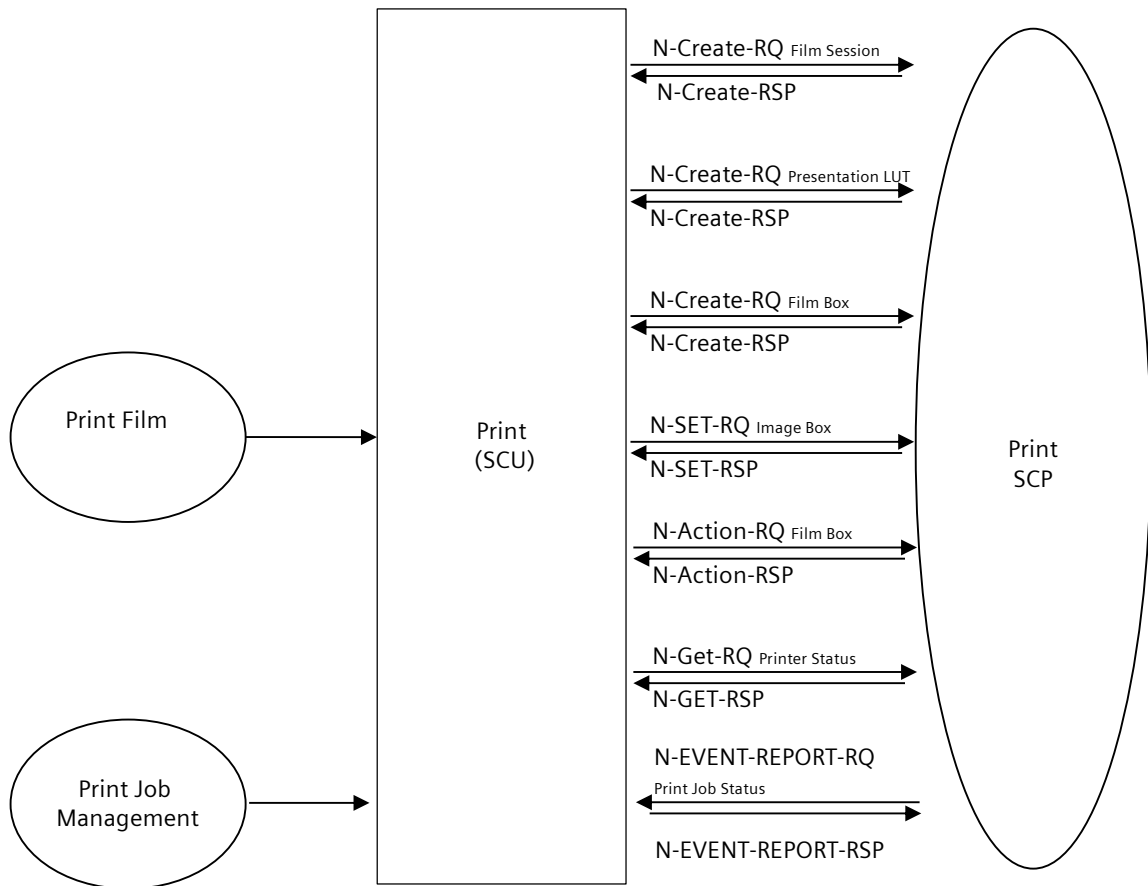 N-Create-RQ Film Session
N-Create-RSP
N-Create-RQ Presentation LUT
N-Create-RSP
N-Create-RQ Film Box
N-Create-RSP
Print Film
Print
(SCU)
N-SET-RQ Image Box
N-SET-RSP
Print
SCP
N-Action-RQ Film Box
N-Action-RSP
N-Get-RQ Printer Status
N-GET-RSP
Print Job
Management
N-EVENT-REPORT-RQ
Print Job Status
N-EVENT-REPORT-RSP